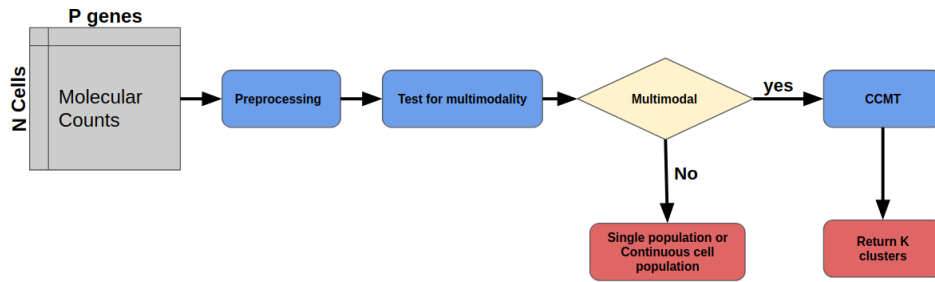 P genes
N Cells
Molecular
Counts
Preprocessing
Test for multimodality
Multimodal
yes
CCMT
No
Single population or
Continuous cell
population
Return K
clusters